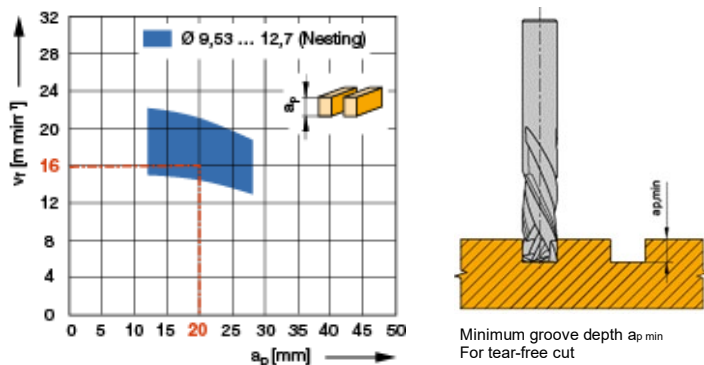 32
Ø 9,53 ... 12,7 (Nesting)
28
24
20
16
12
8
4
0
vf [m min-1]
ap
0 5 10 15 20 25 30 35 40 45 50
ap [mm]
ap,min
Minimum groove depth ap min
For tear-free cut